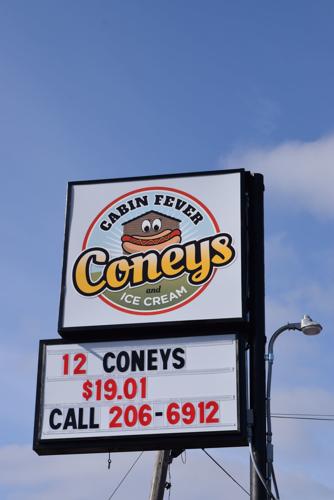 CABIN FEVER
Coneys
and
ICE CREAM
12 CONEYS
$19.01
CALL 206-6912